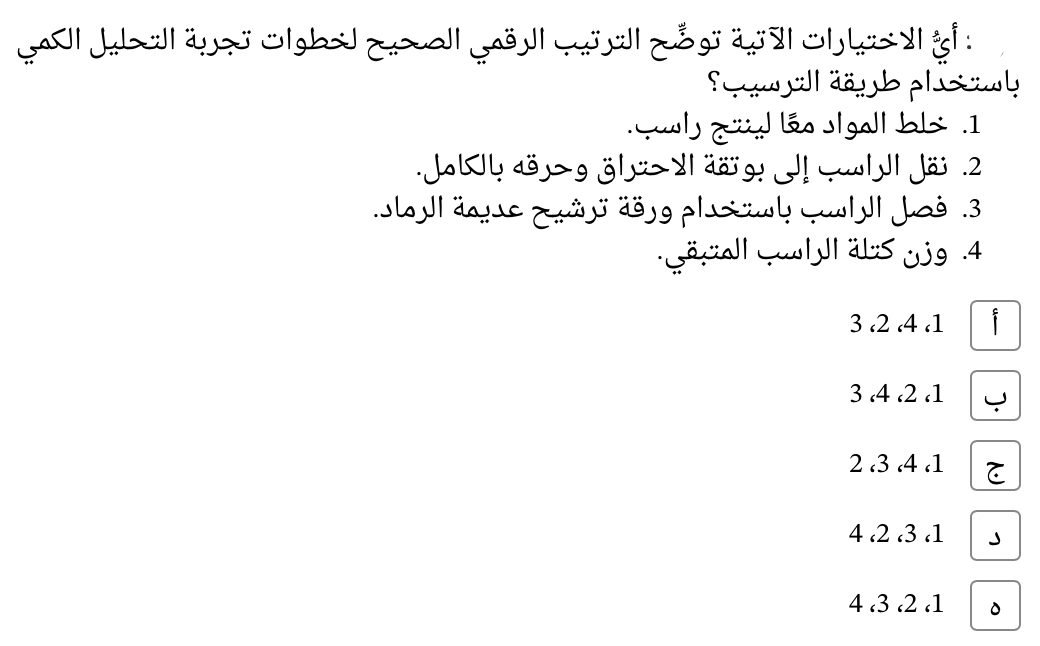 : أيُّ الاختيارات الآتية توضِّح الترتيب الرقمي الصحيح لخطوات تجربة التحليل الكمي
باستخدام طريقة الترسيب؟
1. خلط المواد معًا لينتج راسب.
2. نقل الراسب إلى بوتقة الاحتراق وحرقه بالكامل.
3. فصل الراسب باستخدام ورقة ترشيح عديمة الرماد.
4. وزن كتلة الراسب المتبقي.
أ 1، 4، 2، 3
ب 1، 2، 4، 3
ج 1، 4، 3، 2
د 1، 3، 2، 4
ه 1، 2، 3، 4